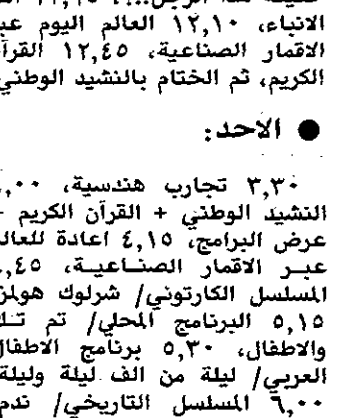 الانباء، ١٢,١٠ العالم اليوم عبر
الاقمار الصناعية، ١٢,٤٥ القرآن
الكريم، ثم الختام بالنشيد الوطني
● الاحد:
٣,٣٠ تجارب هندسية،
النشيد الوطني + القرآن الكريم +
عرض البرامج، ٤,١٥ اعادة للعالم
عبر الاقمار الصناعية،
المسلسل الكارتوني/ شرلوك هولمز
٥,١٥ البرنامج المحلي/ تم تك
والاطفال، ٥,٣٠ برنامج الاطفال
العربي/ ليلة من الف ليلة وليلة
٦,٠٠ المسلسل التاريخي/ ندم